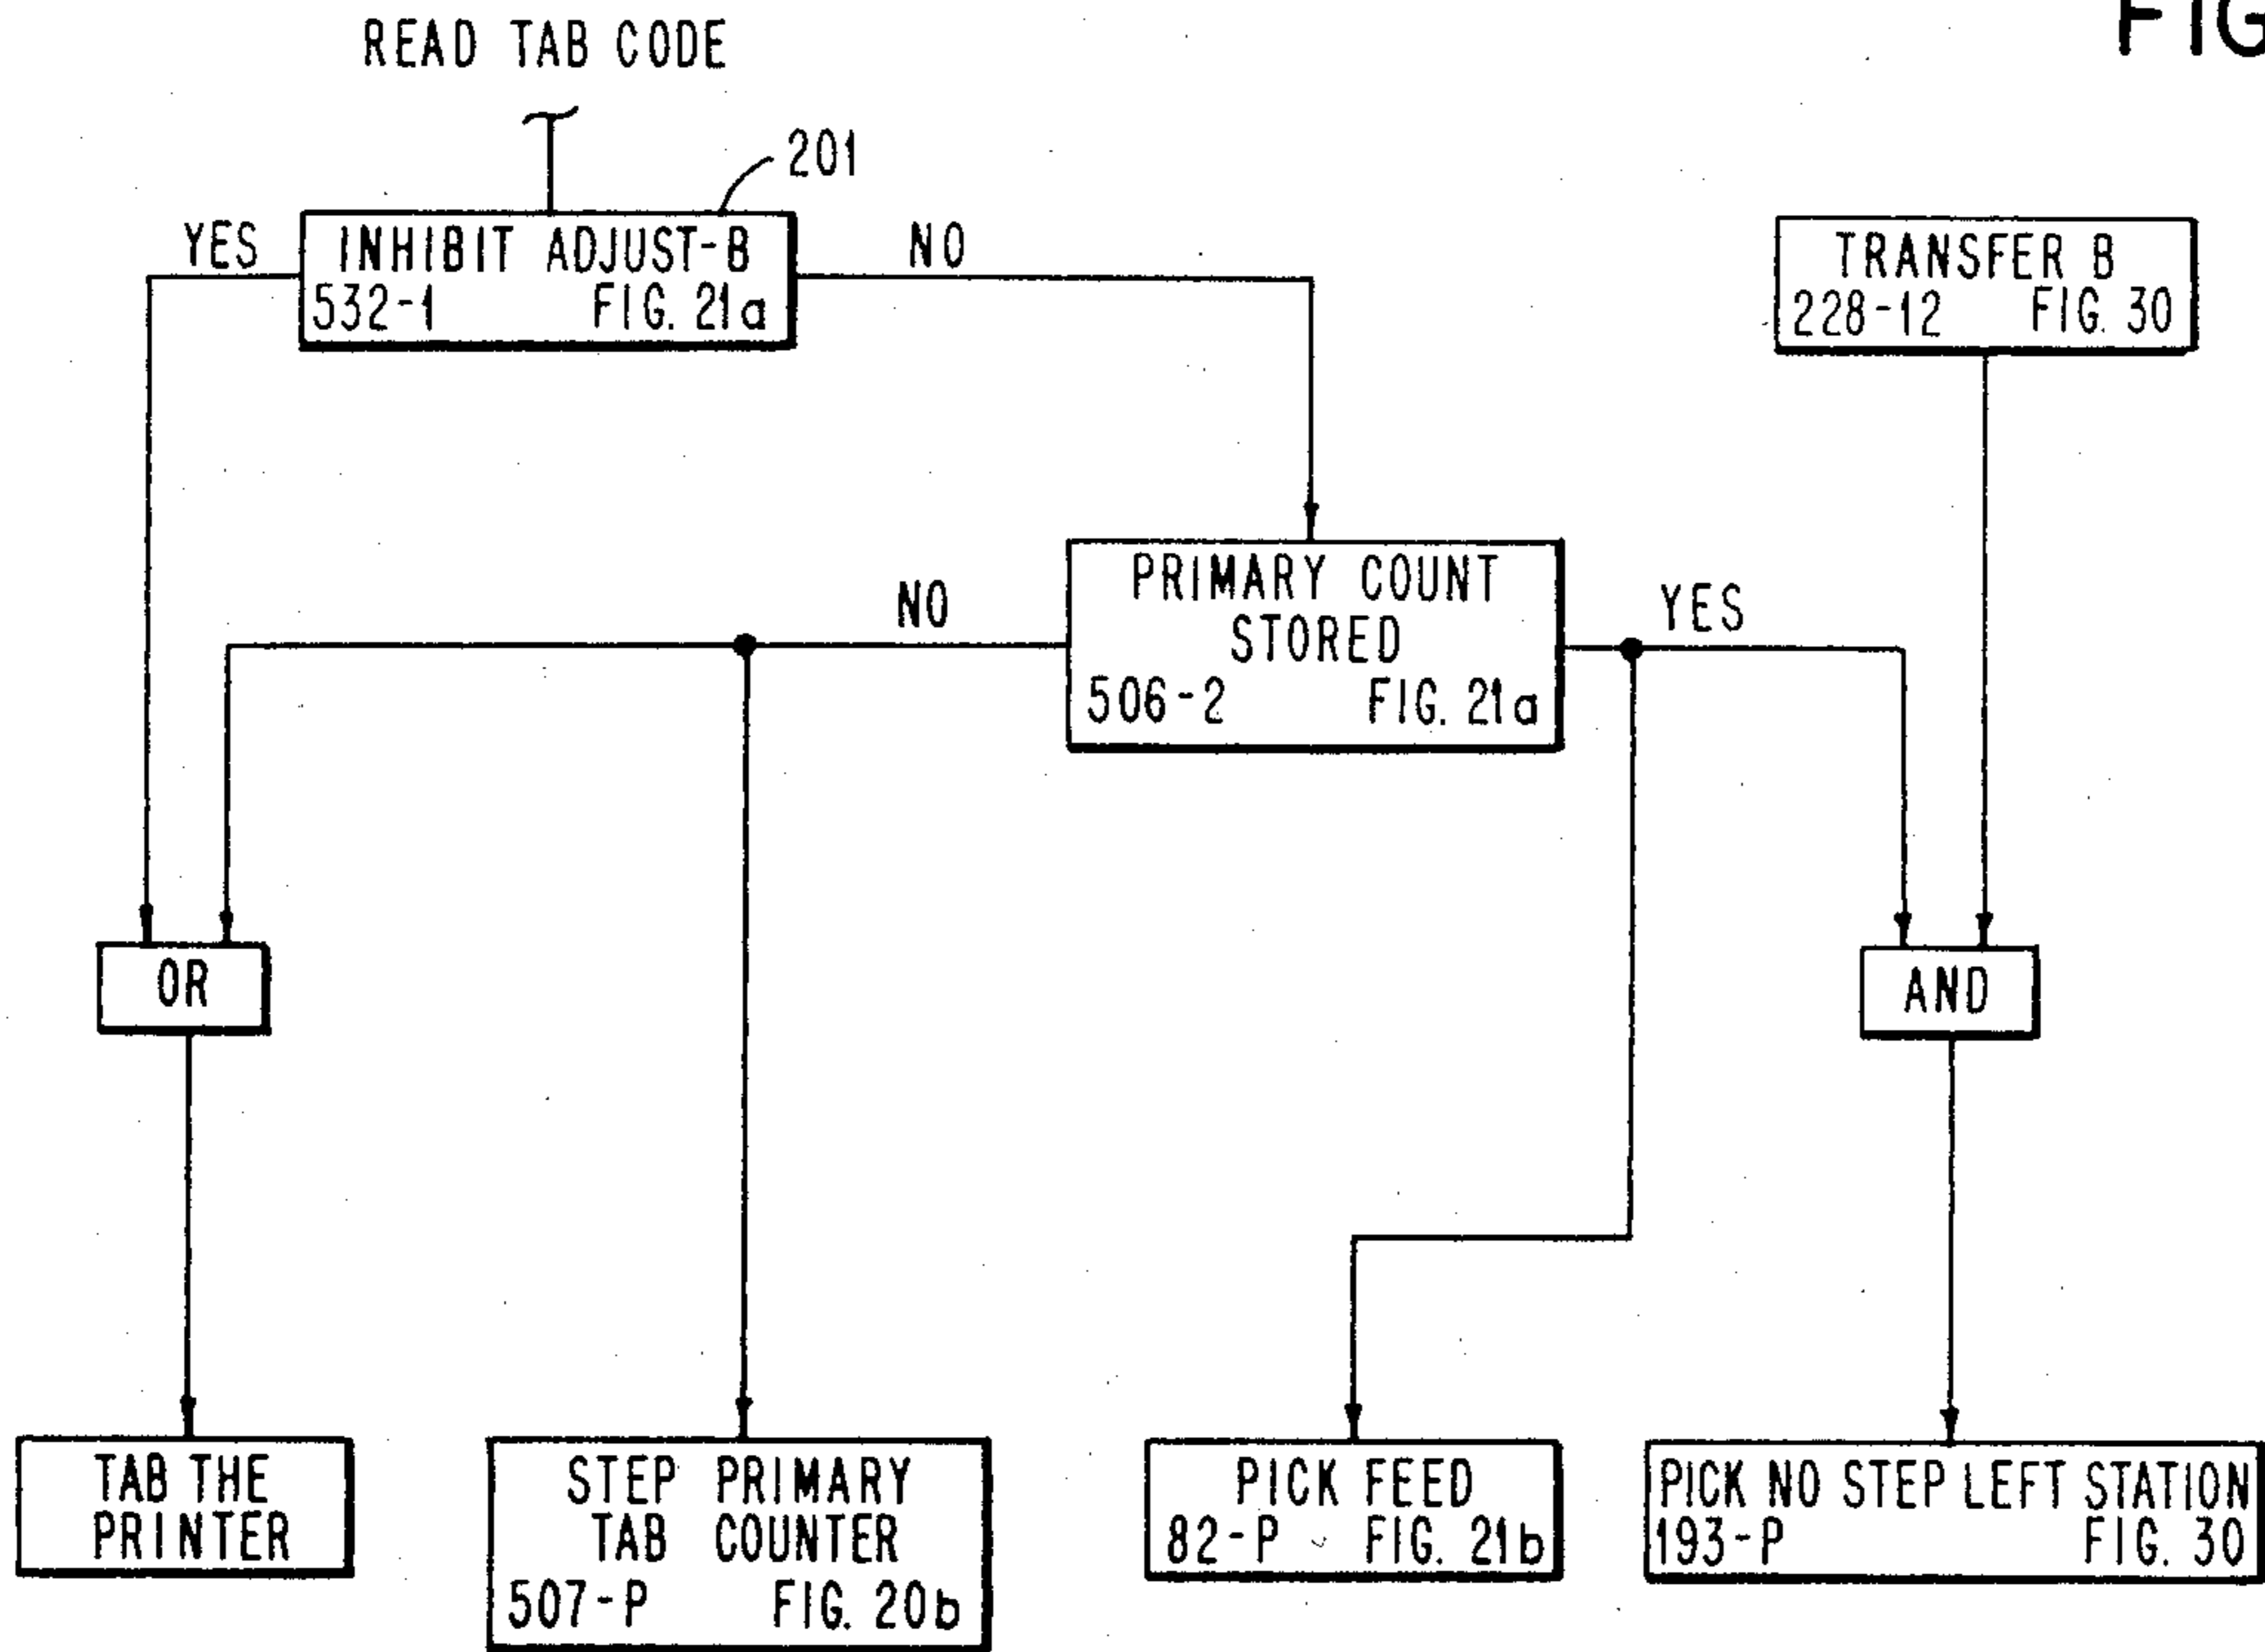 FIG
READ TAB CODE
201
YES
INHIBIT ADJUST-B
532-1 FIG. 21a
NO
TRANSFER B
228-12 FIG. 30
NO
PRIMARY COUNT
STORED
506-2 FIG. 21a
YES
OR
AND
TAB THE
PRINTER
STEP PRIMARY
TAB COUNTER
507-P FIG. 20b
PICK FEED
82-P FIG. 21b
PICK NO STEP LEFT STATION
193-P FIG. 30